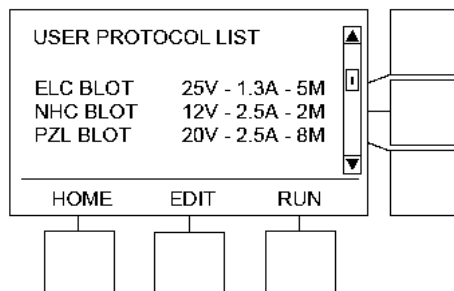 USER PROTOCOL LIST
ELC BLOT 25V - 1.3A - 5M
NHC BLOT 12V - 2.5A - 2M
PZL BLOT 20V - 2.5A - 8M
HOME EDIT RUN